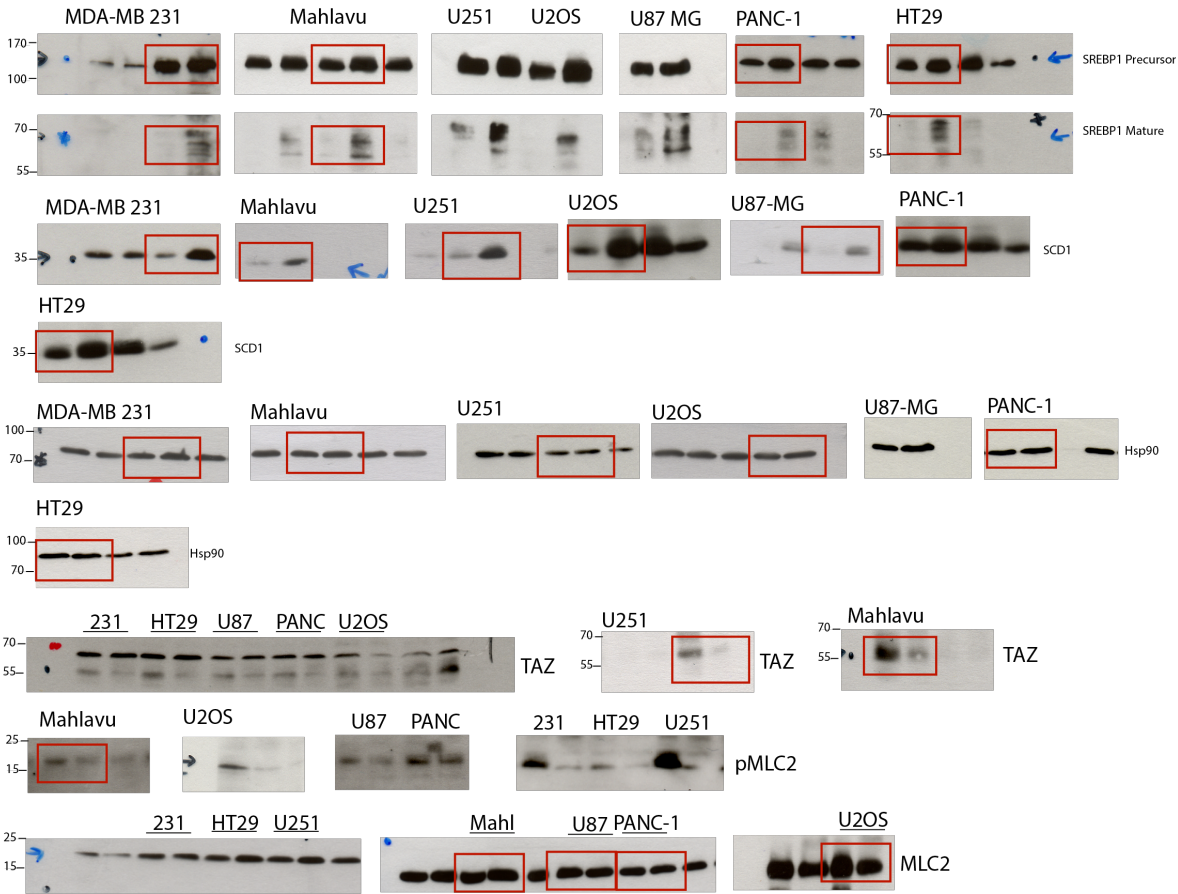 MDA-MB 231 Mahlavu U251 U2OS U87 MG PANC-1 HT29
170
100
SREBP1 Precursor
70
55
70
55
SREBP1 Mature
MDA-MB 231 Mahlavu U251 U2OS U87-MG PANC-1
35
SCD1
HT29
35
SCD1
MDA-MB 231 Mahlavu U251 U2OS U87-MG PANC-1
100
70
Hsp90
HT29
100
70
Hsp90
231 HT29 U87 PANC U2OS U251 Mahlavu
70
55
TAZ
70
55
TAZ
70
55
TAZ
Mahlavu U2OS U87 PANC 231 HT29 U251
25
15
pMLC2
231 HT29 U251 Mahl U87 PANC-1 U2OS
25
15
MLC2